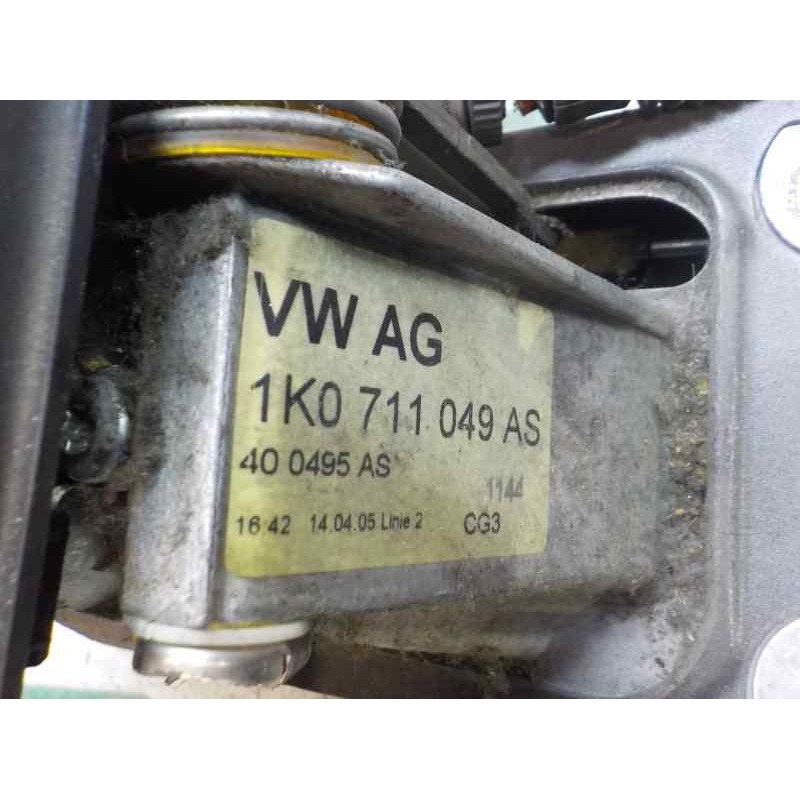 VW AG
1K0 711 049 AS
40 0495 AS
1144
16:42 14.04.05 Linie 2 CG3